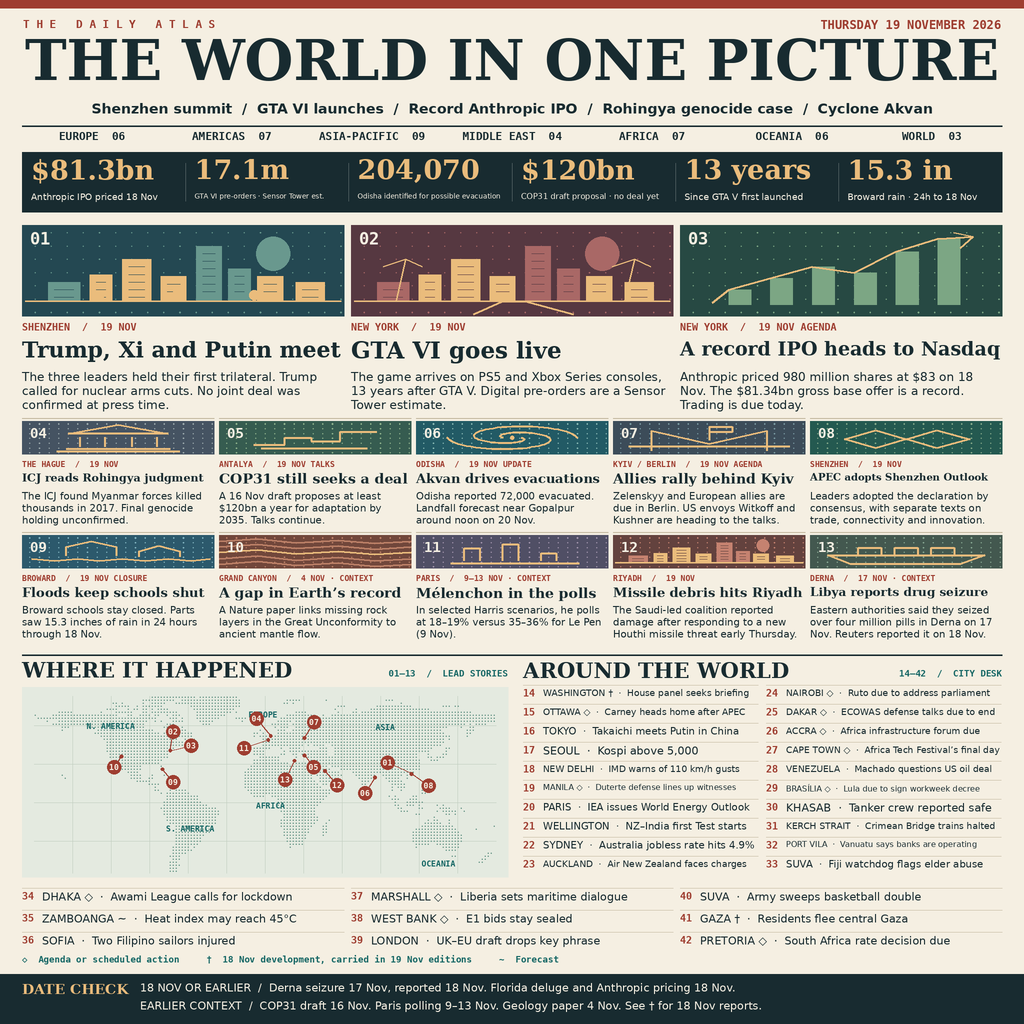 THE DAILY ATLAS
THURSDAY 19 NOVEMBER 2026
THE WORLD IN ONE PICTURE
Shenzhen summit / GTA VI launches / Record Anthropic IPO / Rohingya genocide case / Cyclone Akvan
EUROPE 06 AMERICAS 07 ASIA-PACIFIC 09 MIDDLE EAST 04 AFRICA 07 OCEANIA 06 WORLD 03
$81.3bn
Anthropic IPO priced 18 Nov
17.1m
GTA VI pre-orders · Sensor Tower est.
204,070
Odisha identified for possible evacuation
$120bn
COP31 draft proposal · no deal yet
13 years
Since GTA V first launched
15.3 in
Broward rain · 24h to 18 Nov
01
SHENZHEN / 19 NOV
Trump, Xi and Putin meet
The three leaders held their first trilateral. Trump
called for nuclear arms cuts. No joint deal was
confirmed at press time.
02
NEW YORK / 19 NOV
GTA VI goes live
The game arrives on PS5 and Xbox Series consoles,
13 years after GTA V. Digital pre-orders are a Sensor
Tower estimate.
03
NEW YORK / 19 NOV AGENDA
A record IPO heads to Nasdaq
Anthropic priced 980 million shares at $83 on 18
Nov. The $81.34bn gross base offer is a record.
Trading is due today.
04
THE HAGUE / 19 NOV
ICJ reads Rohingya judgment
The ICJ found Myanmar forces killed
thousands in 2017. Final genocide
holding unconfirmed.
05
ANTALYA / 19 NOV TALKS
COP31 still seeks a deal
A 16 Nov draft proposes at least
$120bn a year for adaptation by
2035. Talks continue.
06
ODISHA / 19 NOV UPDATE
Akvan drives evacuations
Odisha reported 72,000 evacuated.
Landfall forecast near Gopalpur
around noon on 20 Nov.
07
KYIV / BERLIN / 19 NOV AGENDA
Allies rally behind Kyiv
Zelenskyy and European allies are
due in Berlin. US envoys Witkoff and
Kushner are heading to the talks.
08
SHENZHEN / 19 NOV
APEC adopts Shenzhen Outlook
Leaders adopted the declaration by
consensus, with separate texts on
trade, connectivity and innovation.
09
BROWARD / 19 NOV CLOSURE
Floods keep schools shut
Broward schools stay closed. Parts
saw 15.3 inches of rain in 24 hours
through 18 Nov.
10
GRAND CANYON / 4 NOV · CONTEXT
A gap in Earth's record
A Nature paper links missing rock
layers in the Great Unconformity to
ancient mantle flow.
11
PARIS / 9–13 NOV · CONTEXT
Mélenchon in the polls
In selected Harris scenarios, he polls
at 18–19% versus 35–36% for Le Pen
(9 Nov).
12
RIYADH / 19 NOV
Missile debris hits Riyadh
The Saudi-led coalition reported
damage after responding to a new
Houthi missile threat early Thursday.
13
DERNA / 17 NOV · CONTEXT
Libya reports drug seizure
Eastern authorities said they seized
over four million pills in Derna on 17
Nov. Reuters reported it on 18 Nov.
WHERE IT HAPPENED
01–13 / LEAD STORIES
N. AMERICA
EUROPE
ASIA
AFRICA
S. AMERICA
OCEANIA
02
03
10
09
04
11
07
13
05
12
06
01
08
AROUND THE WORLD
14–42 / CITY DESK
14 WASHINGTON † · House panel seeks briefing
15 OTTAWA ◇ · Carney heads home after APEC
16 TOKYO · Takaichi meets Putin in China
17 SEOUL · Kospi above 5,000
18 NEW DELHI · IMD warns of 110 km/h gusts
19 MANILA ◇ · Duterte defense lines up witnesses
20 PARIS · IEA issues World Energy Outlook
21 WELLINGTON · NZ–India first Test starts
22 SYDNEY · Australia jobless rate hits 4.9%
23 AUCKLAND · Air New Zealand faces charges
24 NAIROBI ◇ · Ruto due to address parliament
25 DAKAR ◇ · ECOWAS defense talks due to end
26 ACCRA ◇ · Africa infrastructure forum due
27 CAPE TOWN ◇ · Africa Tech Festival's final day
28 VENEZUELA · Machado questions US oil deal
29 BRASÍLIA ◇ · Lula due to sign workweek decree
30 KHASAB · Tanker crew reported safe
31 KERCH STRAIT · Crimean Bridge trains halted
32 PORT VILA · Vanuatu says banks are operating
33 SUVA · Fiji watchdog flags elder abuse
34 DHAKA ◇ · Awami League calls for lockdown
35 ZAMBOANGA ~ · Heat index may reach 45°C
36 SOFIA · Two Filipino sailors injured
37 MARSHALL ◇ · Liberia sets maritime dialogue
38 WEST BANK ◇ · E1 bids stay sealed
39 LONDON · UK–EU draft drops key phrase
40 SUVA · Army sweeps basketball double
41 GAZA † · Residents flee central Gaza
42 PRETORIA ◇ · South Africa rate decision due
◇ Agenda or scheduled action † 18 Nov development, carried in 19 Nov editions ~ Forecast
DATE CHECK
18 NOV OR EARLIER / Derna seizure 17 Nov, reported 18 Nov. Florida deluge and Anthropic pricing 18 Nov.
EARLIER CONTEXT / COP31 draft 16 Nov. Paris polling 9–13 Nov. Geology paper 4 Nov. See † for 18 Nov reports.